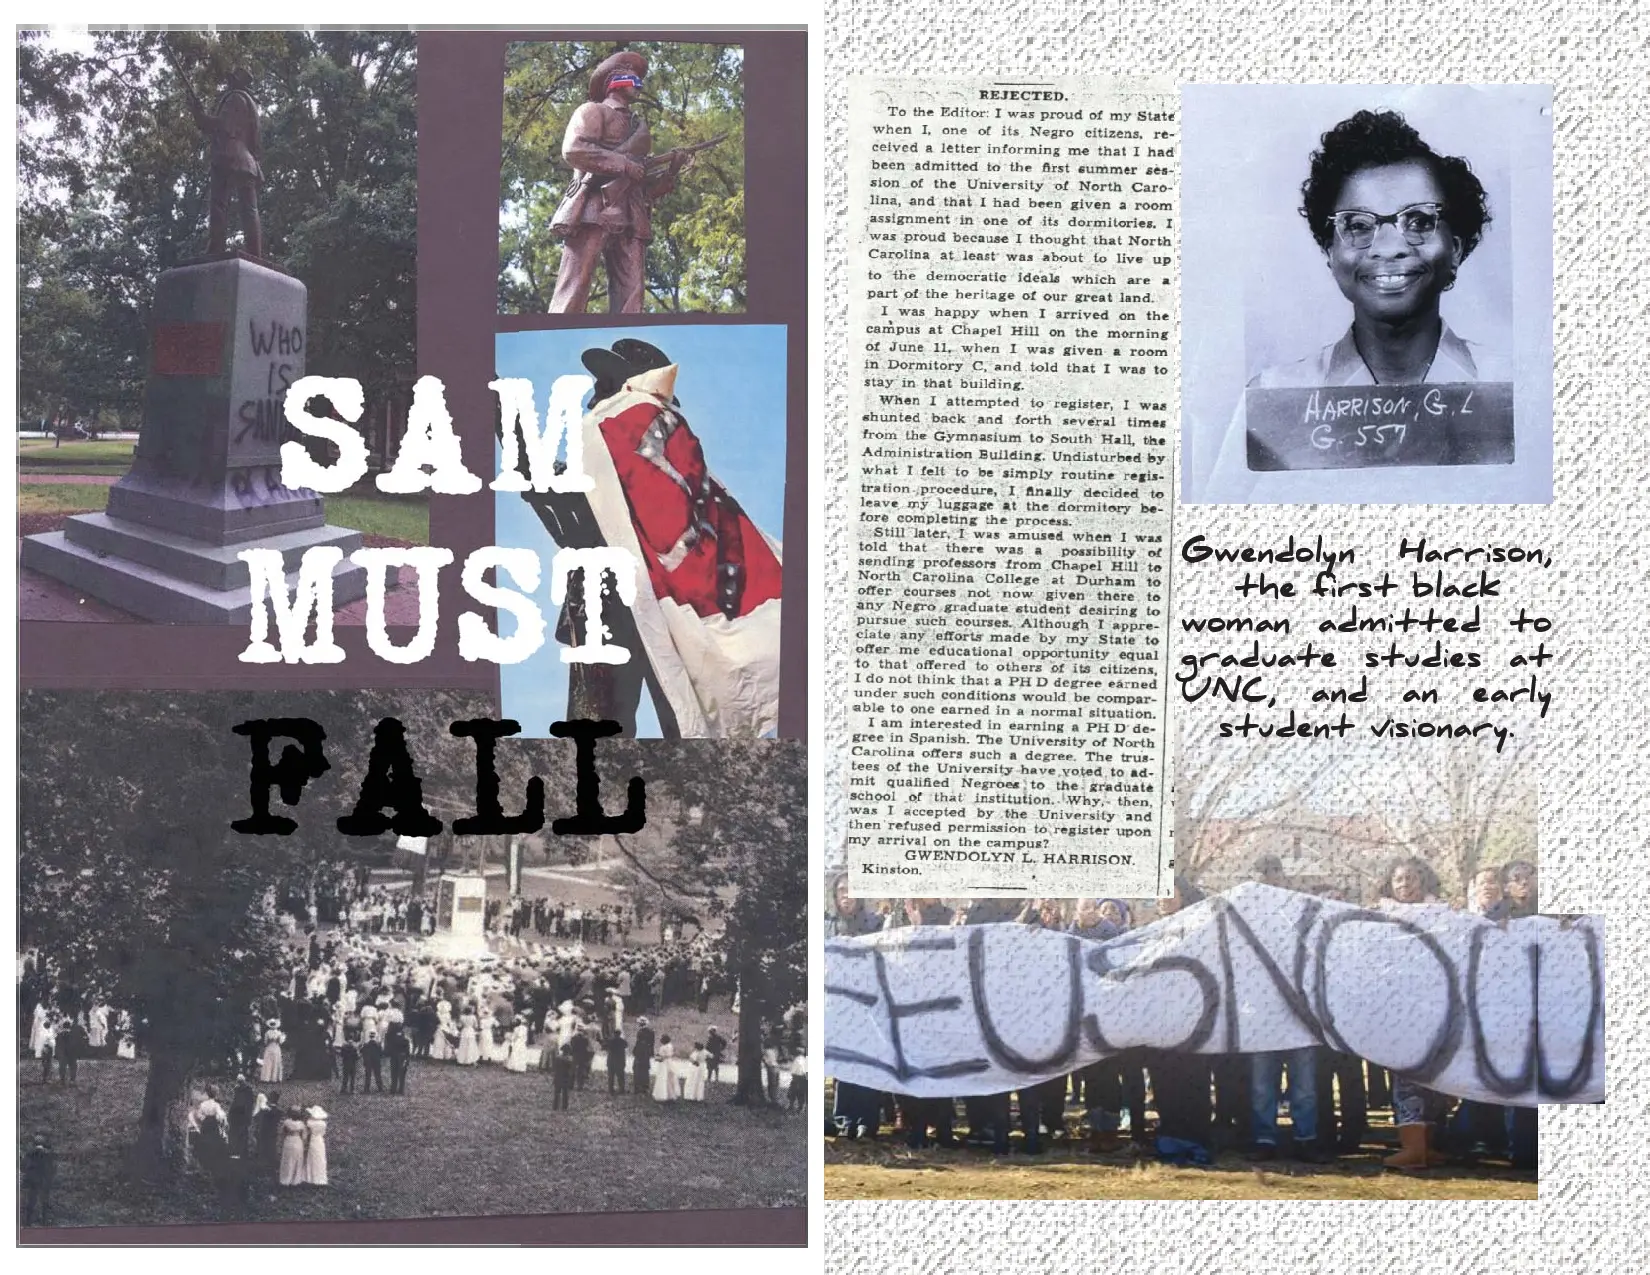 WHO
IS
SAM
MUST
FALL
REJECTED.
To the Editor: I was proud of my State
when I, one of its Negro citizens, re-
ceived a letter informing me that I had
been admitted to the first summer ses-
sion of the University of North Caro-
lina, and that I had been given a room
assignment in one of its dormitories. I
was proud because I thought that North
Carolina at least was about to live up
to the democratic ideals which are a
part of the heritage of our great land.
I was happy when I arrived on the
campus at Chapel Hill on the morning
of June 11, when I was given a room
in Dormitory C, and told that I was to
stay in that building.
When I attempted to register, I was
shunted back and forth several times
from the Gymnasium to South Hall, the
Administration Building. Undisturbed by
what I felt to be simply routine regis-
tration procedure, I finally decided to
leave my luggage at the dormitory be-
fore completing the process.
Still later, I was amused when I was
told that there was a possibility of
sending professors from Chapel Hill to
North Carolina College at Durham to
offer courses not now given there to
any Negro graduate student desiring to
pursue such courses. Although I appre-
ciate any efforts made by my State to
offer me educational opportunity equal
to that offered to others of its citizens,
I do not think that a PH D degree earned
under such conditions would be compar-
able to one earned in a normal situation.
I am interested in earning a PH D de-
gree in Spanish. The University of North
Carolina offers such a degree. The trus-
tees of the University have voted to ad-
mit qualified Negroes to the graduate
school of that institution. Why, then,
was I accepted by the University and
then refused permission to register upon
my arrival on the campus?
GWENDOLYN L. HARRISON.
Kinston.
HARRISON, G. L
G. 557
Gwendolyn Harrison,
the first black
woman admitted to
graduate studies at
UNC, and an early
student visionary.
EEUSNOW